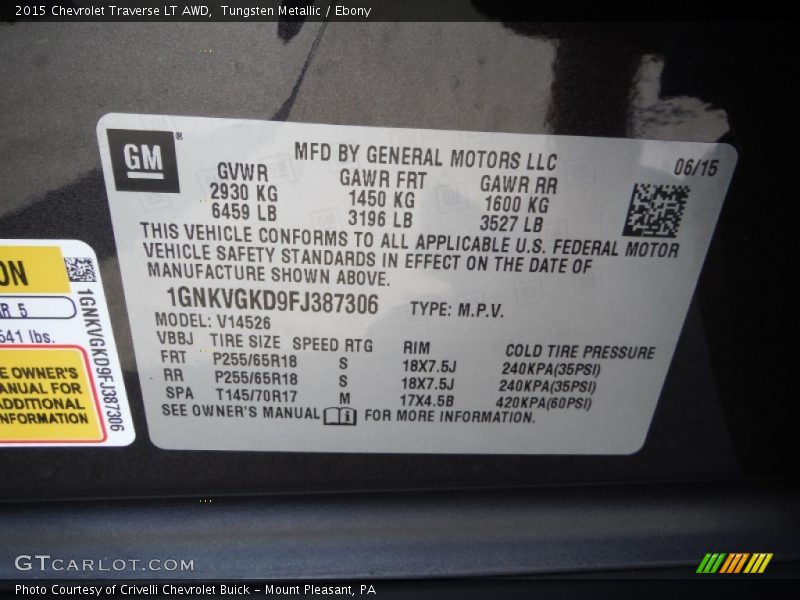 2015 Chevrolet Traverse LT AWD,  Tungsten Metallic / Ebony
GM ®
MFD BY GENERAL MOTORS LLC
06/15
GVWR GAWR FRT GAWR RR
2930 KG 1450 KG 1600 KG
6459 LB 3196 LB 3527 LB
THIS VEHICLE CONFORMS TO ALL APPLICABLE U.S. FEDERAL MOTOR
VEHICLE SAFETY STANDARDS IN EFFECT ON THE DATE OF
MANUFACTURE SHOWN ABOVE.
1GNKVGKD9FJ387306 TYPE: M.P.V.
MODEL: V14526
VBBJ TIRE SIZE SPEED RTG RIM COLD TIRE PRESSURE
FRT P255/65R18 S 18X7.5J 240KPA(35PSI)
RR P255/65R18 S 18X7.5J 240KPA(35PSI)
SPA T145/70R17 M 17X4.5B 420KPA(60PSI)
SEE OWNER'S MANUAL FOR MORE INFORMATION.
ON
R 5
541 lbs.
E OWNER'S
ANUAL FOR
ADDITIONAL
NFORMATION
1GNKVGKD9FJ387306
GTCARLOT.COM
Photo Courtesy of Crivelli Chevrolet Buick - Mount Pleasant, PA